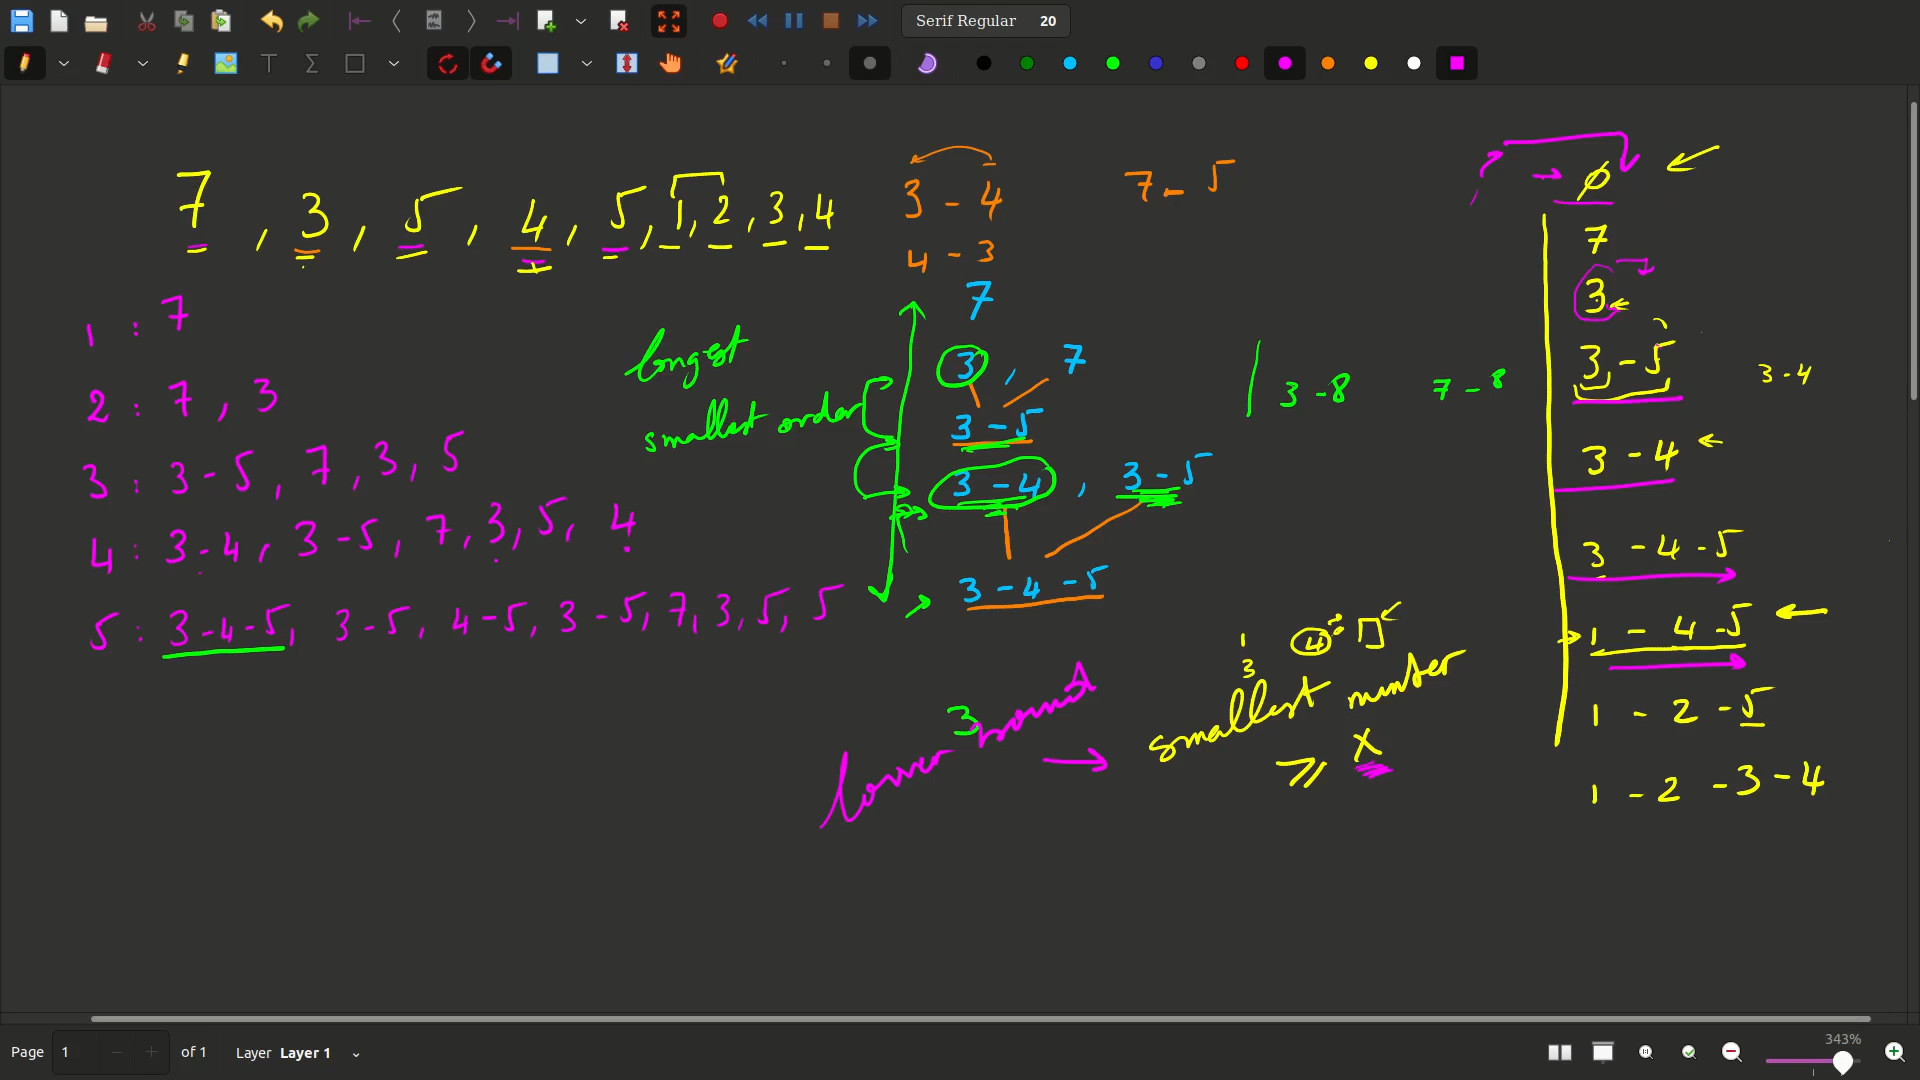 Serif Regular 20
7 , 3 , 5 , 4 , 5 , 1 , 2 , 3 , 4
3 - 4
4 - 3
7 - 5
1 : 7
2 : 7 , 3
3 : 3 - 5 , 7 , 3 , 5
4 : 3 - 4 , 3 - 5 , 7 , 3 , 5 , 4
5 : 3 - 4 - 5 , 3 - 5 , 4 - 5 , 3 - 5 , 7 , 3 , 5 , 5
longest
smallest order
7
3 , 7
3 - 5
3 - 4 , 3 - 5
3 - 4 - 5
3 - 8 7 - 8
lower bound →
3
1
3
4 : []
smallest number
⩾ X
∅
7
3
3 - 5
3 - 4
3 - 4
3 - 4 - 5
1 - 4 - 5
1 - 2 - 5
1 - 2 - 3 - 4
Page 1 of 1 Layer Layer 1
343%